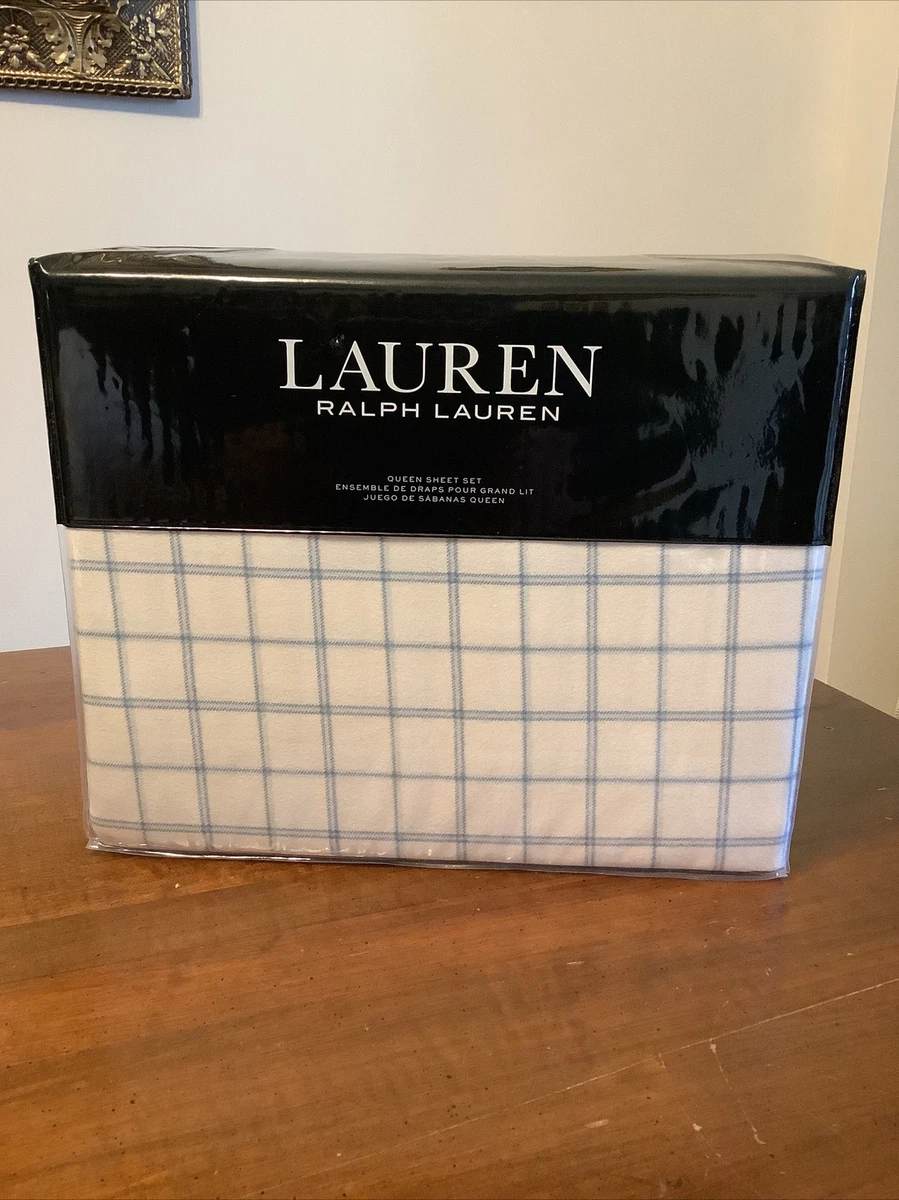 LAUREN
RALPH LAUREN
QUEEN SHEET SET
ENSEMBLE DE DRAPS POUR GRAND LIT
JUEGO DE SÁBANAS QUEEN